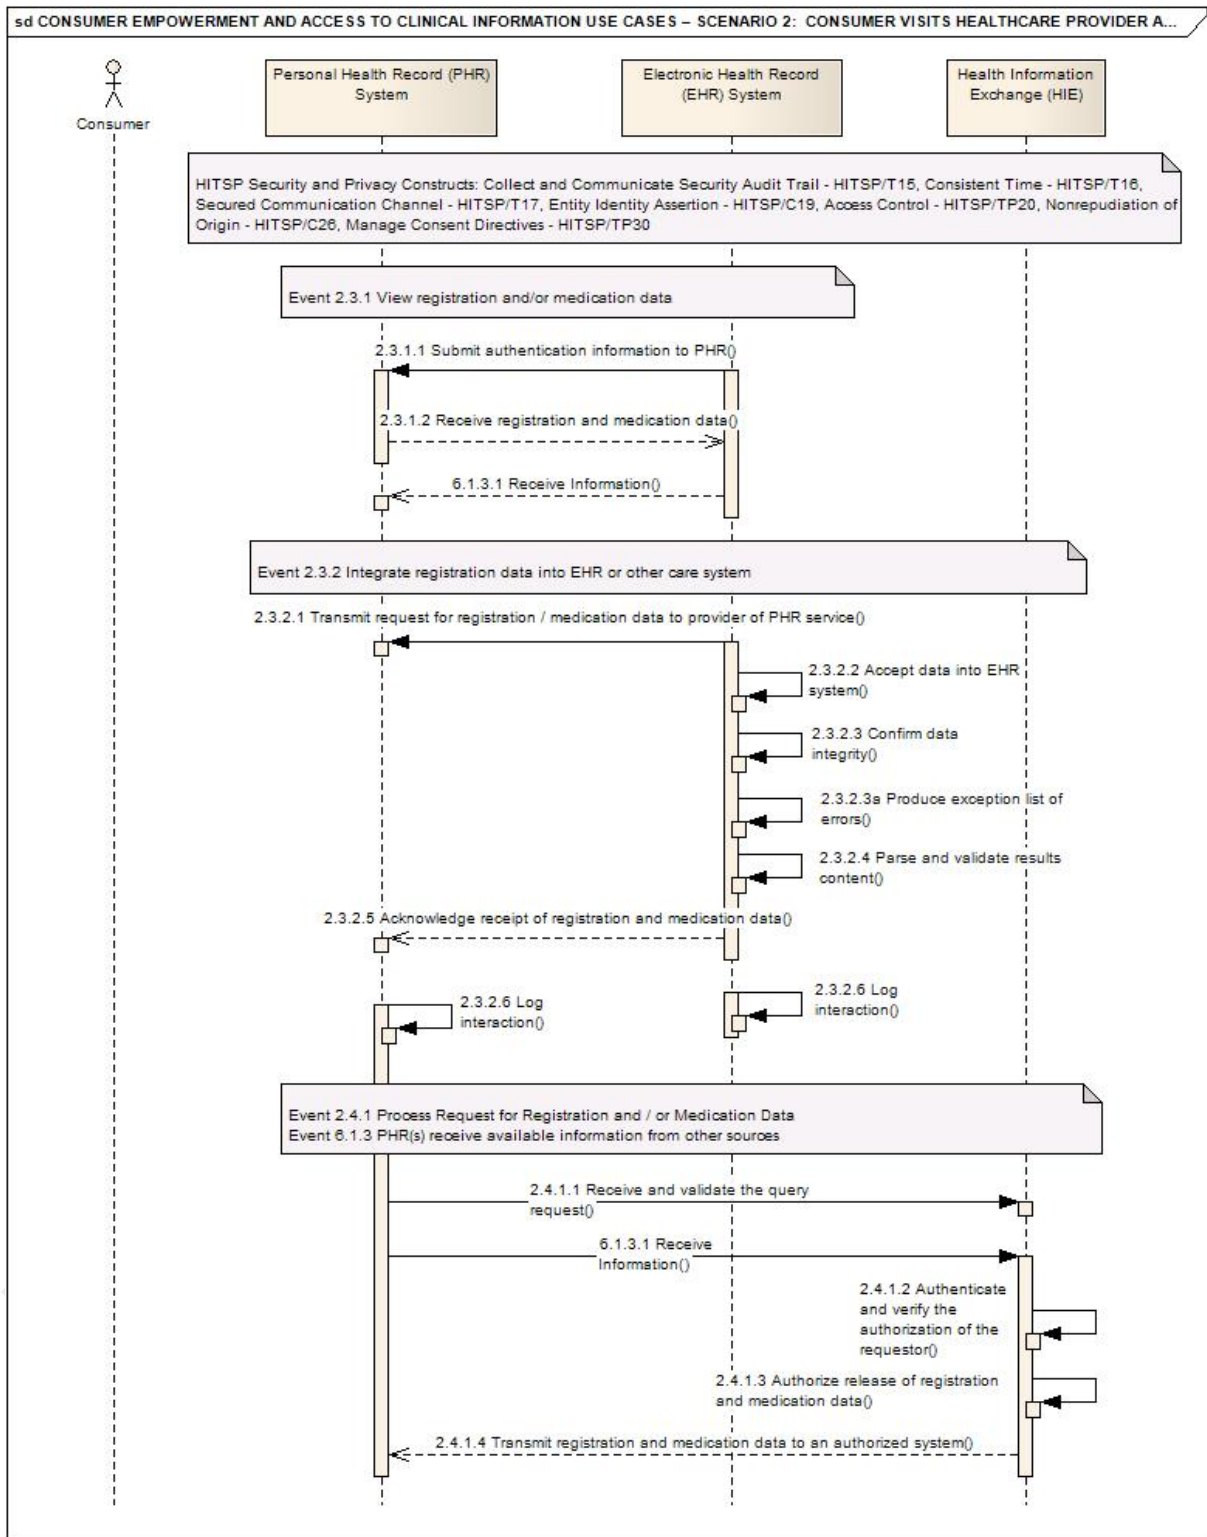 sd CONSUMER EMPOWERMENT AND ACCESS TO CLINICAL INFORMATION USE CASES – SCENARIO 2: CONSUMER VISITS HEALTHCARE PROVIDER A...
Consumer
Personal Health Record (PHR)
System
Electronic Health Record
(EHR) System
Health Information
Exchange (HIE)
HITSP Security and Privacy Constructs: Collect and Communicate Security Audit Trail - HITSP/T15, Consistent Time - HITSP/T16,
Secured Communication Channel - HITSP/T17, Entity Identity Assertion - HITSP/C19, Access Control - HITSP/TP20, Nonrepudiation of
Origin - HITSP/C26, Manage Consent Directives - HITSP/TP30
Event 2.3.1 View registration and/or medication data
2.3.1.1 Submit authentication information to PHR()
2.3.1.2 Receive registration and medication data()
6.1.3.1 Receive Information()
Event 2.3.2 Integrate registration data into EHR or other care system
2.3.2.1 Transmit request for registration / medication data to provider of PHR service()
2.3.2.2 Accept data into EHR
system()
2.3.2.3 Confirm data
integrity()
2.3.2.3a Produce exception list of
errors()
2.3.2.4 Parse and validate results
content()
2.3.2.5 Acknowledge receipt of registration and medication data()
2.3.2.6 Log
interaction()
2.3.2.6 Log
interaction()
Event 2.4.1 Process Request for Registration and / or Medication Data
Event 6.1.3 PHR(s) receive available information from other sources
2.4.1.1 Receive and validate the query
request()
6.1.3.1 Receive
Information()
2.4.1.2 Authenticate
and verify the
authorization of the
requestor()
2.4.1.3 Authorize release of registration
and medication data()
2.4.1.4 Transmit registration and medication data to an authorized system()